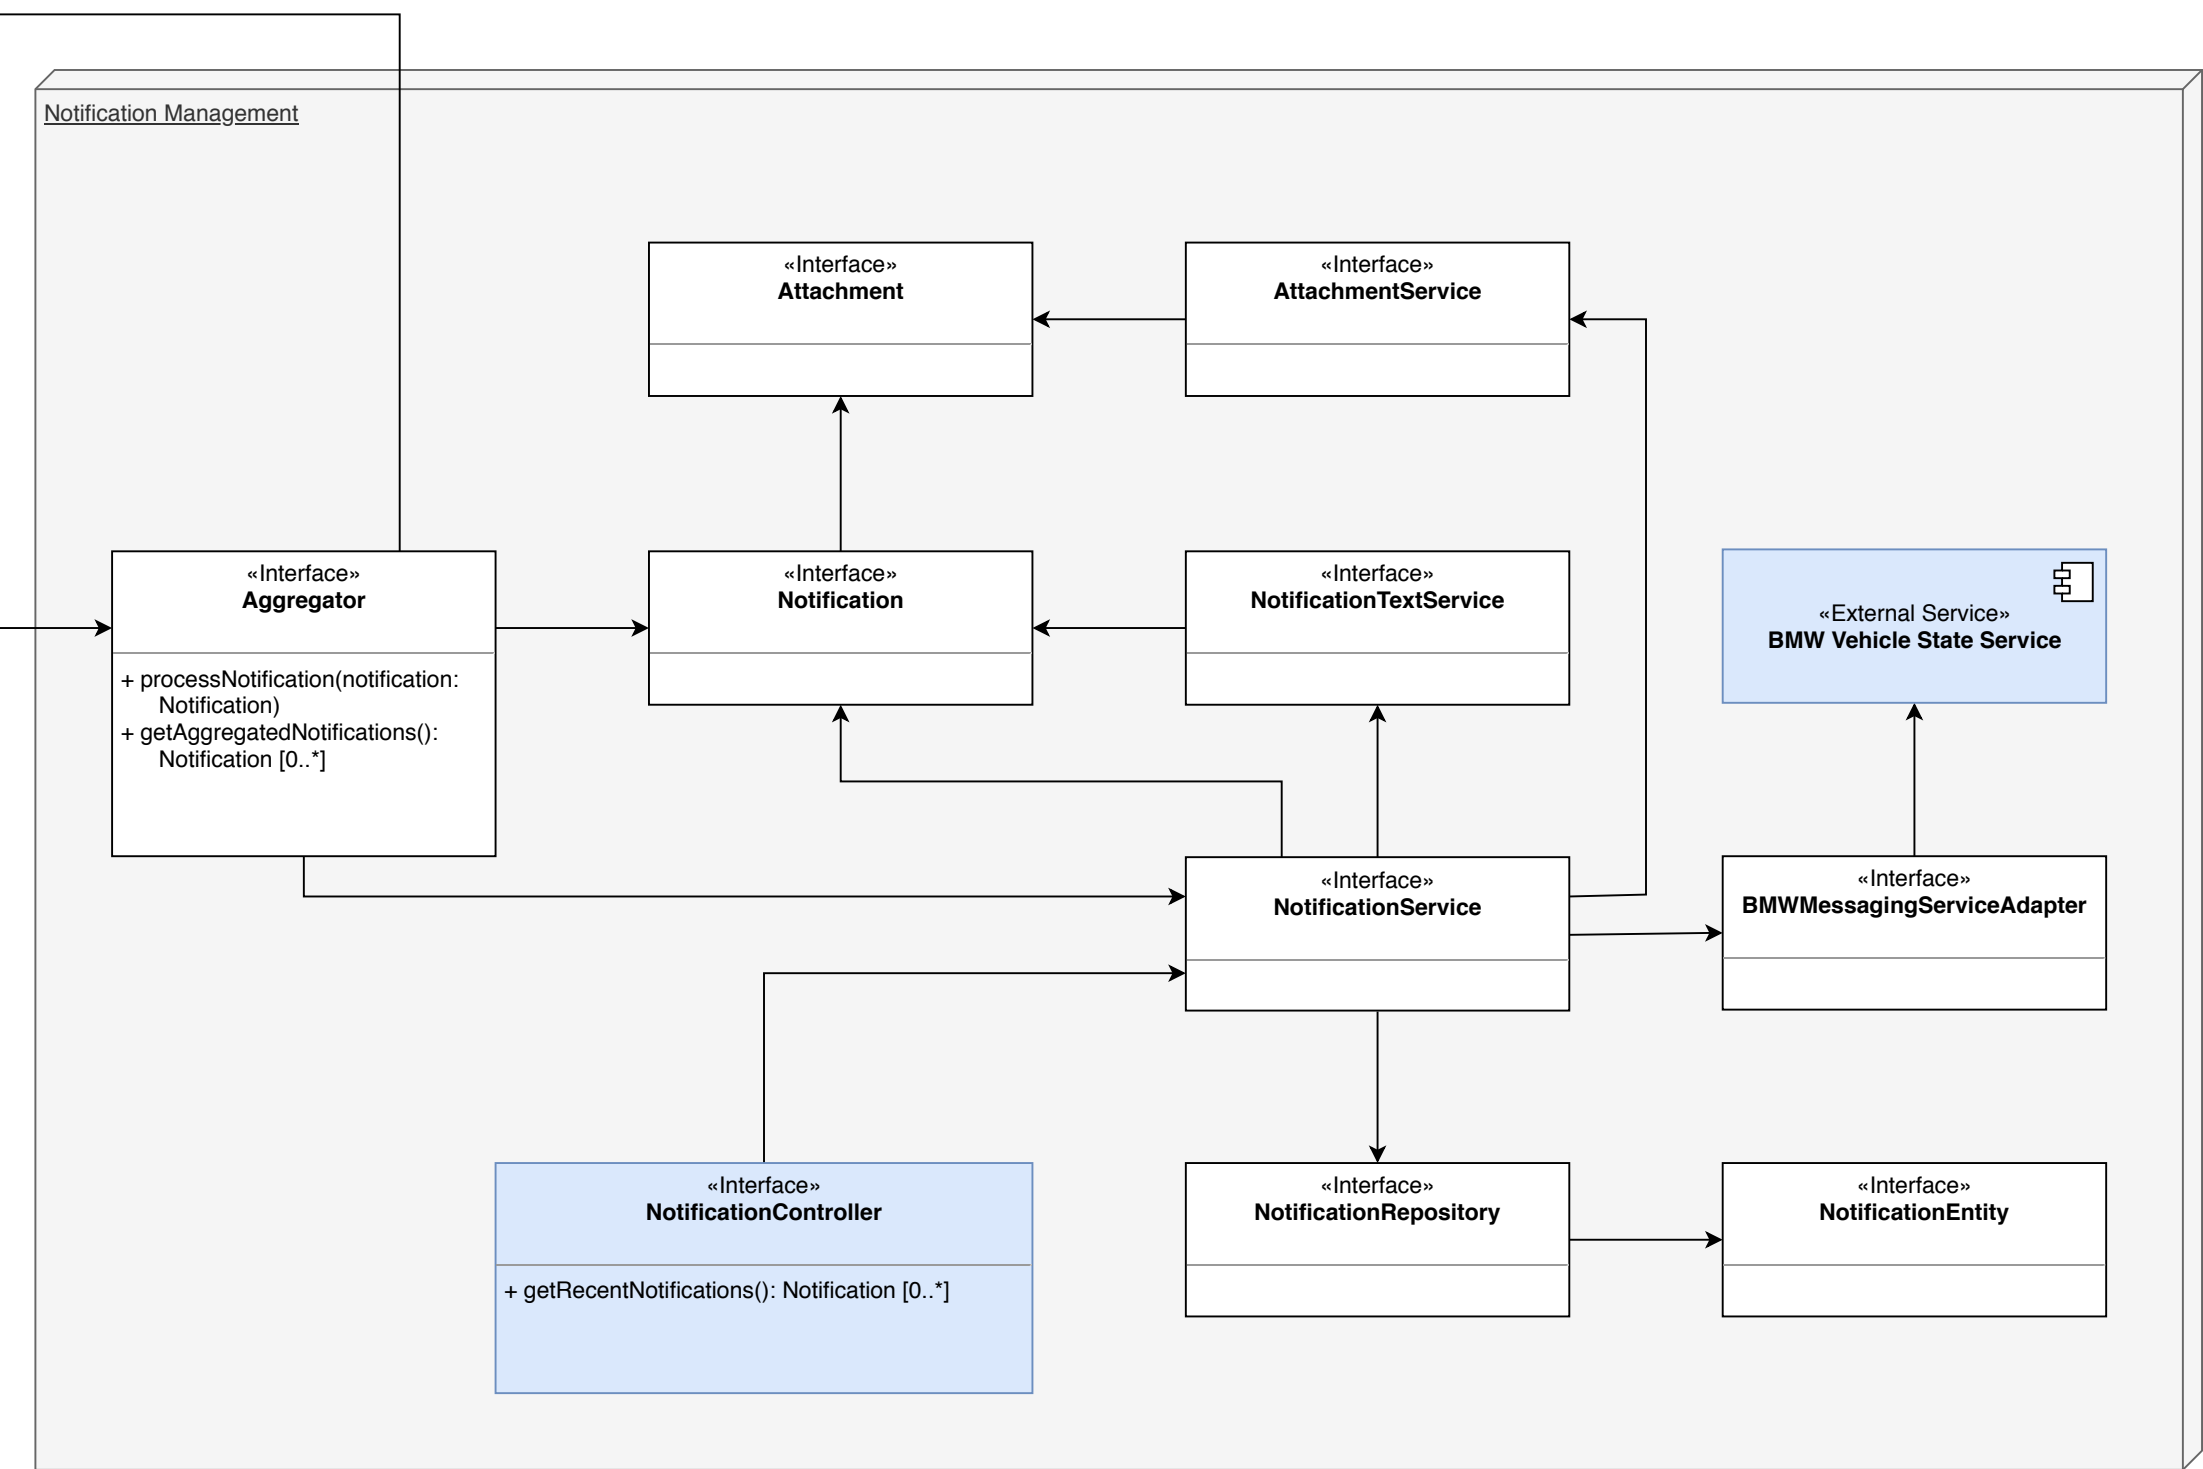 Notification Management
«Interface»
Attachment
«Interface»
AttachmentService
«Interface»
Aggregator
+ processNotification(notification:
Notification)
+ getAggregatedNotifications():
Notification [0..*]
«Interface»
Notification
«Interface»
NotificationTextService
«External Service»
BMW Vehicle State Service
«Interface»
NotificationService
«Interface»
BMWMessagingServiceAdapter
«Interface»
NotificationController
+ getRecentNotifications(): Notification [0..*]
«Interface»
NotificationRepository
«Interface»
NotificationEntity